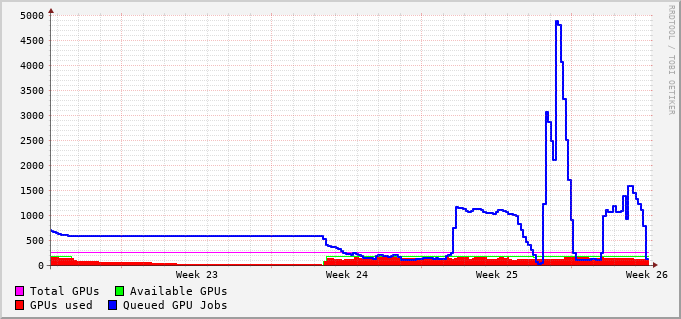 5000
4500
4000
3500
3000
2500
2000
1500
1000
500
0
Week 23 Week 24 Week 25 Week 26
Total GPUs Available GPUs
GPUs used Queued GPU Jobs
RRDTOOL / TOBI OETIKER